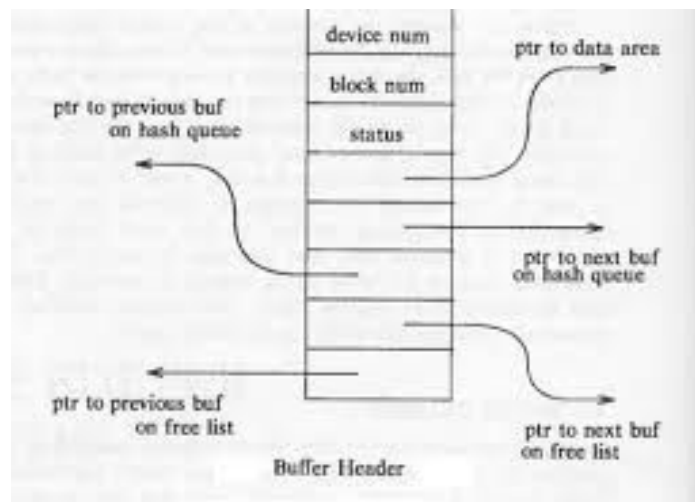 device num
ptr to data area
block num
ptr to previous buf
on hash queue
status
ptr to next buf
on hash queue
ptr to previous buf
on free list
ptr to next buf
on free list
Buffer Header